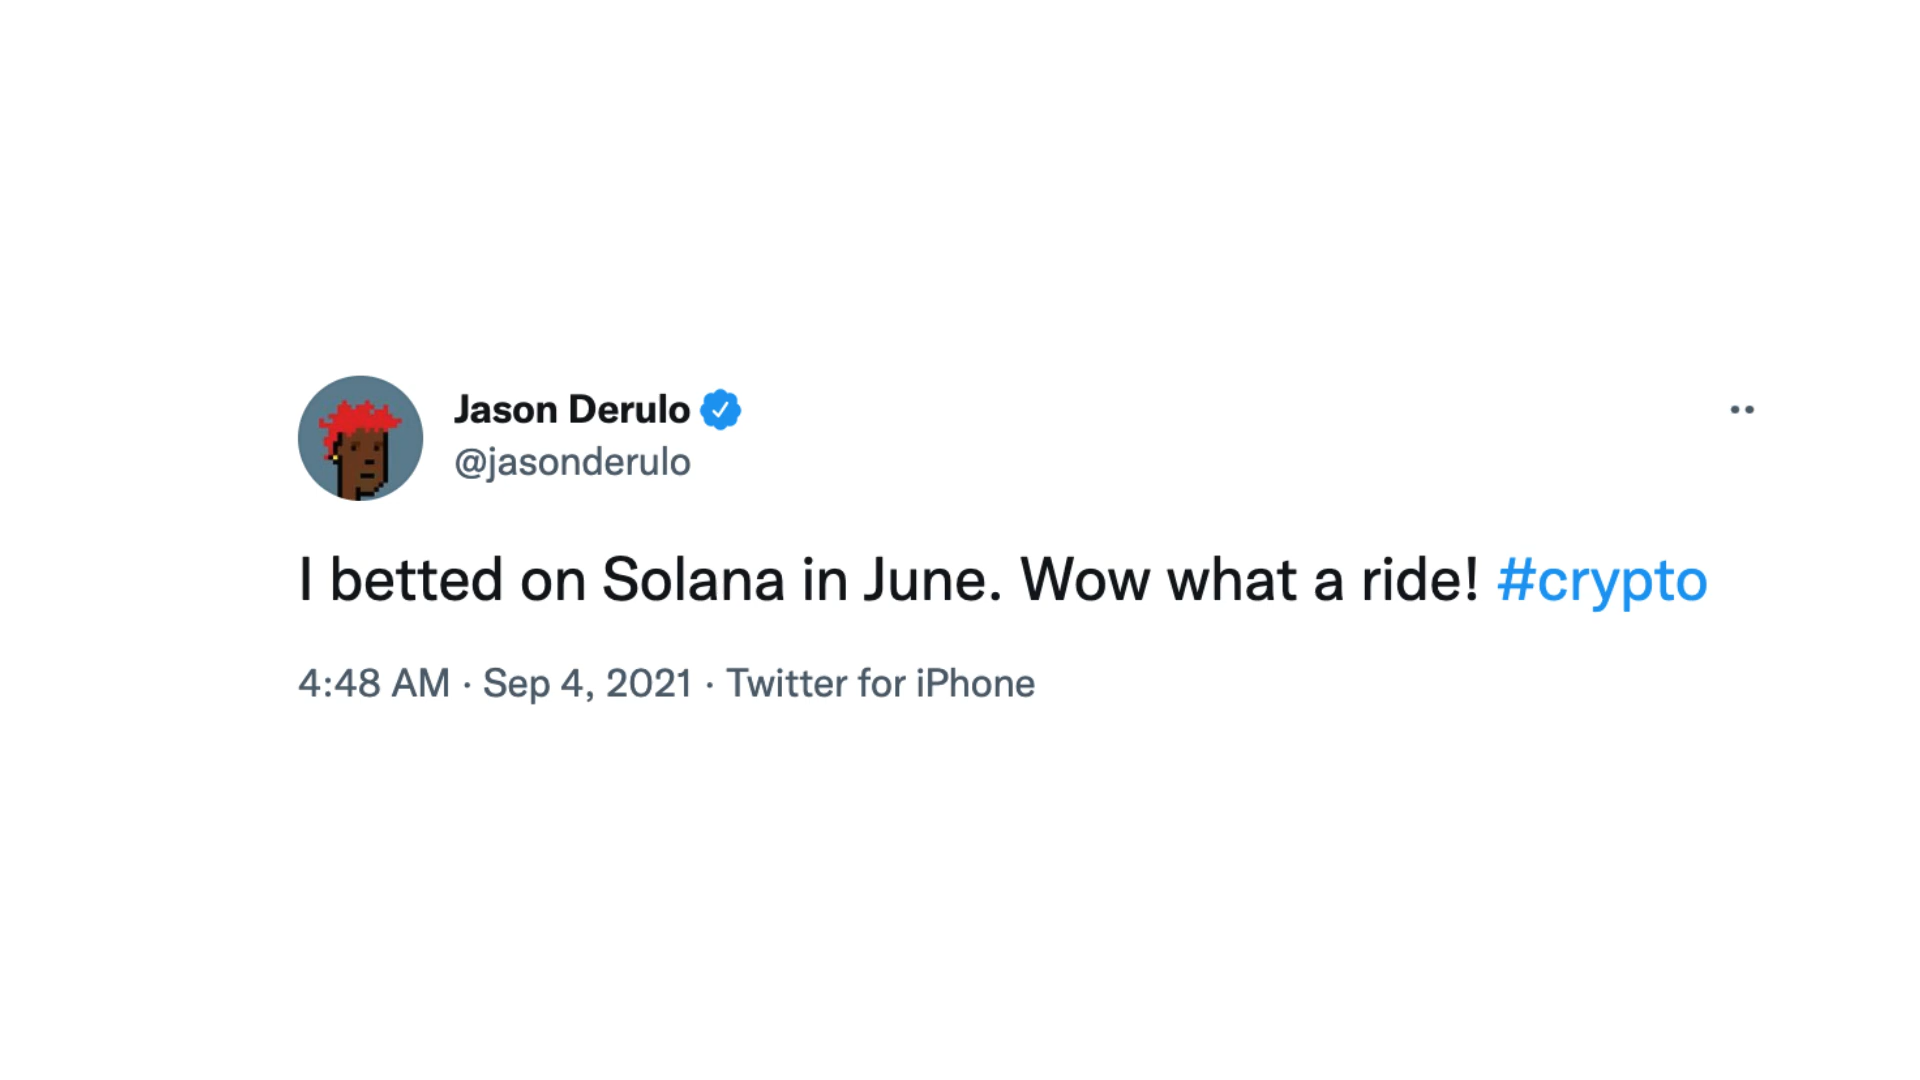 Jason Derulo
@jasonderulo
I betted on Solana in June. Wow what a ride! #crypto
4:48 AM · Sep 4, 2021 · Twitter for iPhone